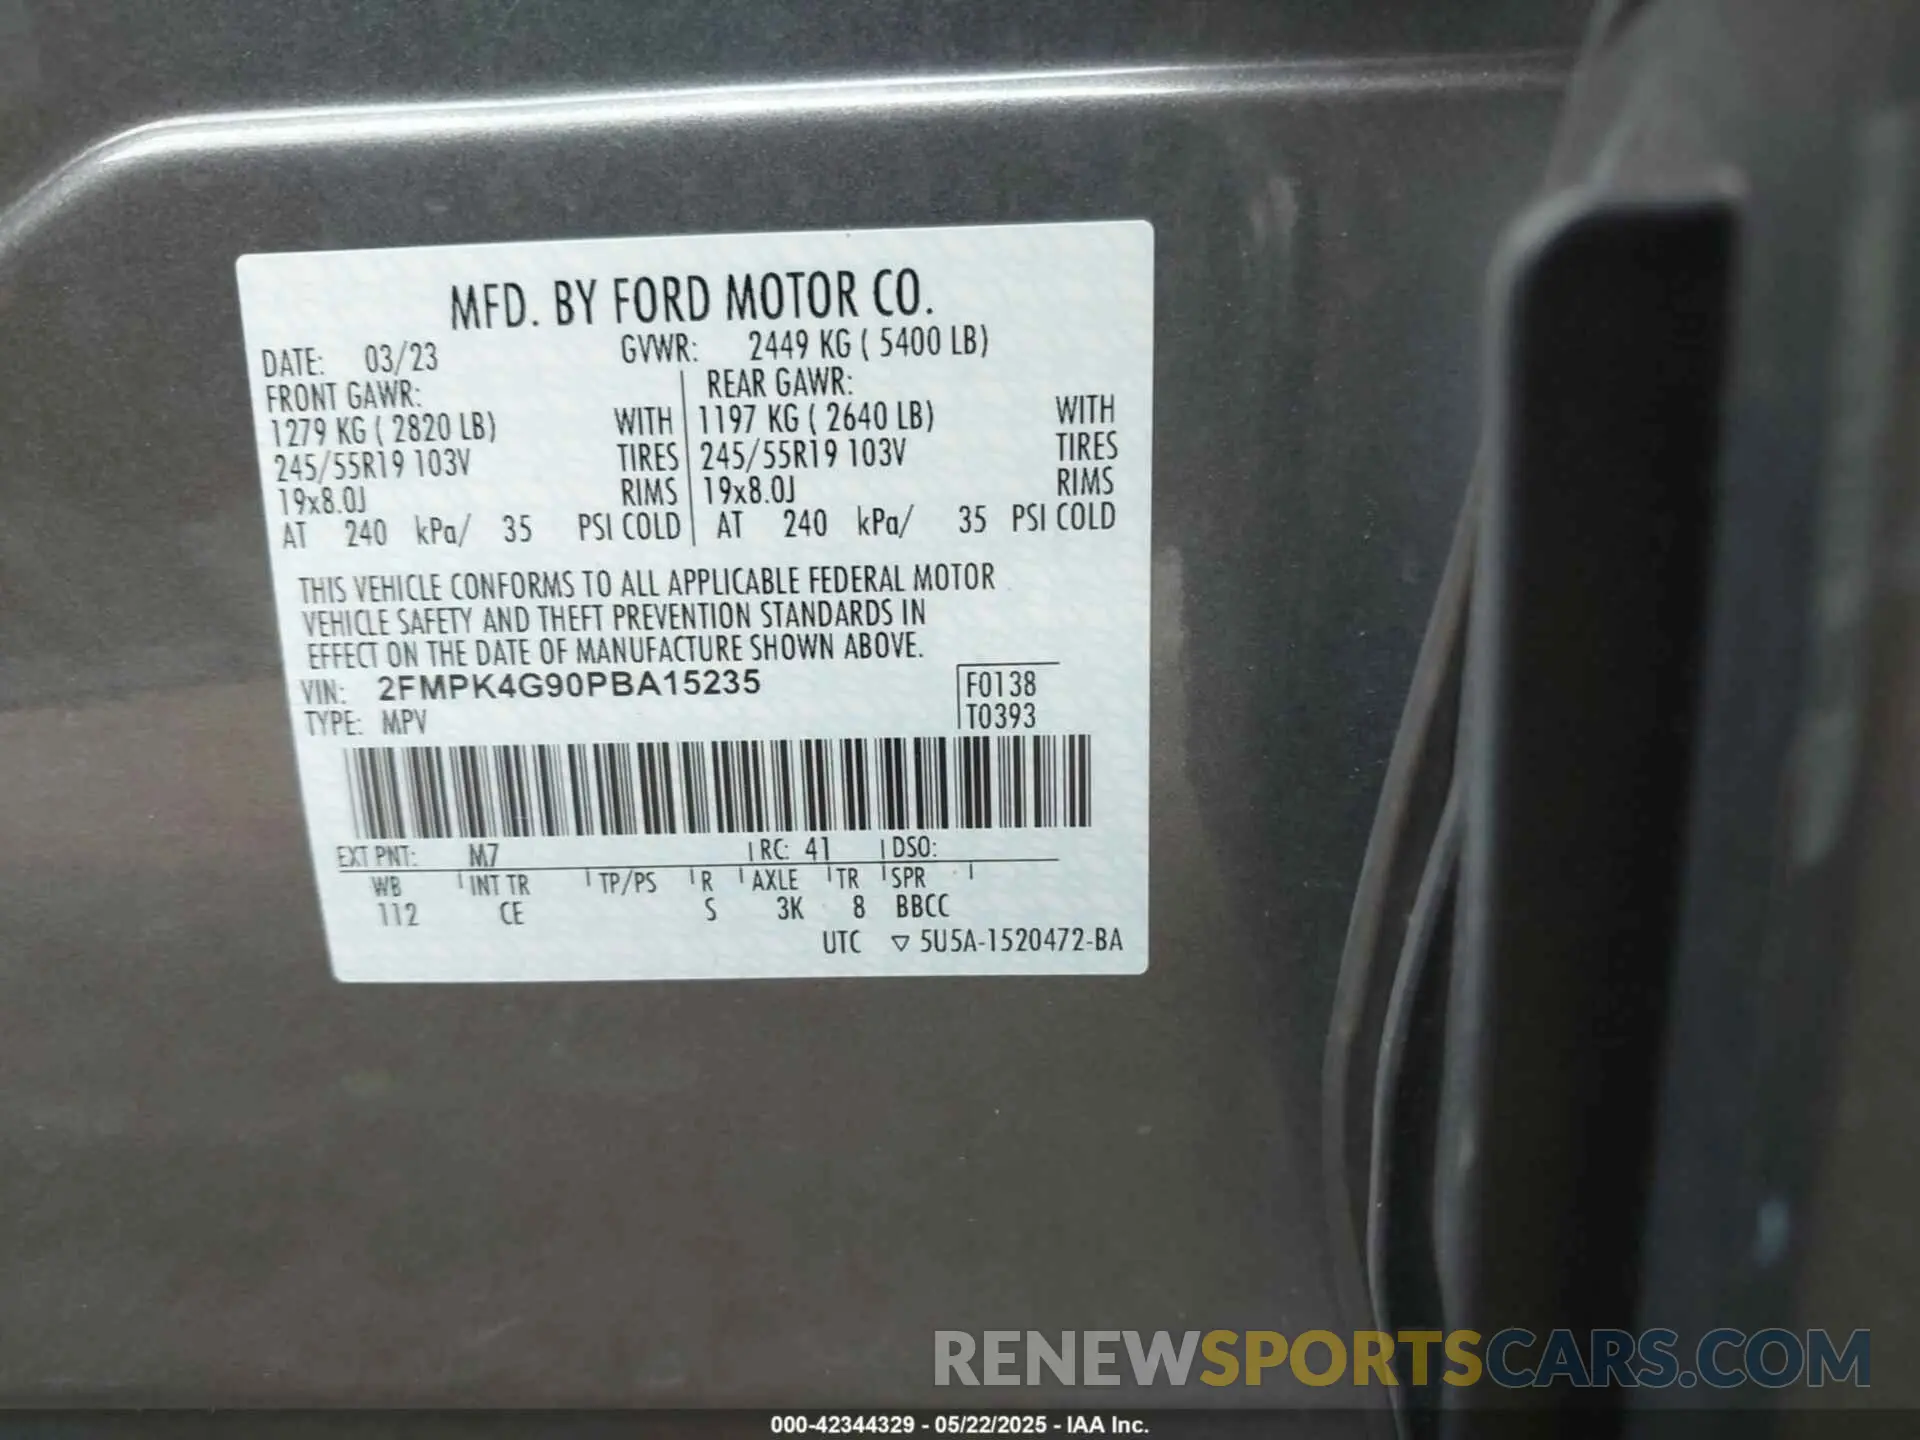 MFD. BY FORD MOTOR CO.
DATE: 03/23 GVWR: 2449 KG ( 5400 LB)
FRONT GAWR: REAR GAWR:
1279 KG ( 2820 LB) WITH 1197 KG ( 2640 LB) WITH
245/55R19 103V TIRES 245/55R19 103V TIRES
19x8.0J RIMS 19x8.0J RIMS
AT 240 kPa/ 35 PSI COLD AT 240 kPa/ 35 PSI COLD
THIS VEHICLE CONFORMS TO ALL APPLICABLE FEDERAL MOTOR
VEHICLE SAFETY AND THEFT PREVENTION STANDARDS IN
EFFECT ON THE DATE OF MANUFACTURE SHOWN ABOVE.
VIN: 2FMPK4G90PBA15235 F0138
TYPE: MPV T0393
EXT PNT: M7 RC: 41 DSO:
WB INT TR TP/PS R AXLE TR SPR
112 CE S 3K 8 BBCC
UTC ▽ 5U5A-1520472-BA
RENEWSPORTSCARS.COM
000-42344329 - 05/22/2025 - IAA Inc.